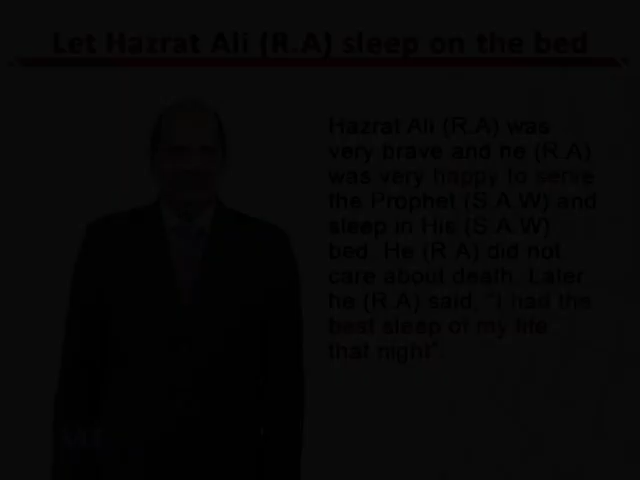 Let Hazrat Ali (R.A) sleep on the bed
Hazrat Ali (R.A) was
very brave and he (R.A)
was very happy to serve
the Prophet (S.A.W) and
sleep in His (S.A.W)
bed. He (R.A) did not
care about death. Later
he (R.A) said, "I had the
best sleep of my life
that night".